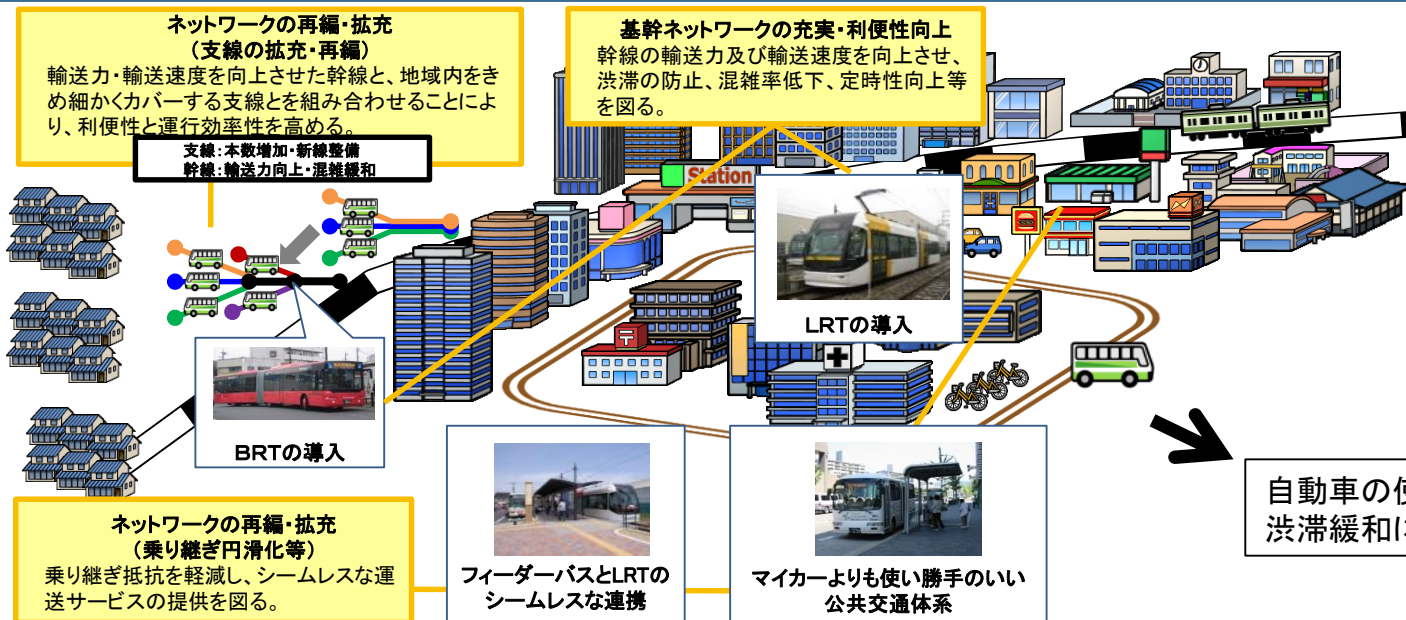 ネットワークの再編・拡充
(支線の拡充・再編)
輸送力・輸送速度を向上させた幹線と、地域内をき
め細かくカバーする支線とを組み合わせることによ
り、利便性と運行効率性を高める。
支線：本数増加・新線整備
幹線：輸送力向上・混雑緩和
基幹ネットワークの充実・利便性向上
幹線の輸送力及び輸送速度を向上させ、
渋滞の防止、混雑率低下、定時性向上等
を図る。
Station
LRTの導入
BRTの導入
ネットワークの再編・拡充
(乗り継ぎ円滑化等)
乗り継ぎ抵抗を軽減し、シームレスな運
送サービスの提供を図る。
フィーダーバスとLRTの
シームレスな連携
マイカーよりも使い勝手のいい
公共交通体系
自動車の使
渋滞緩和に